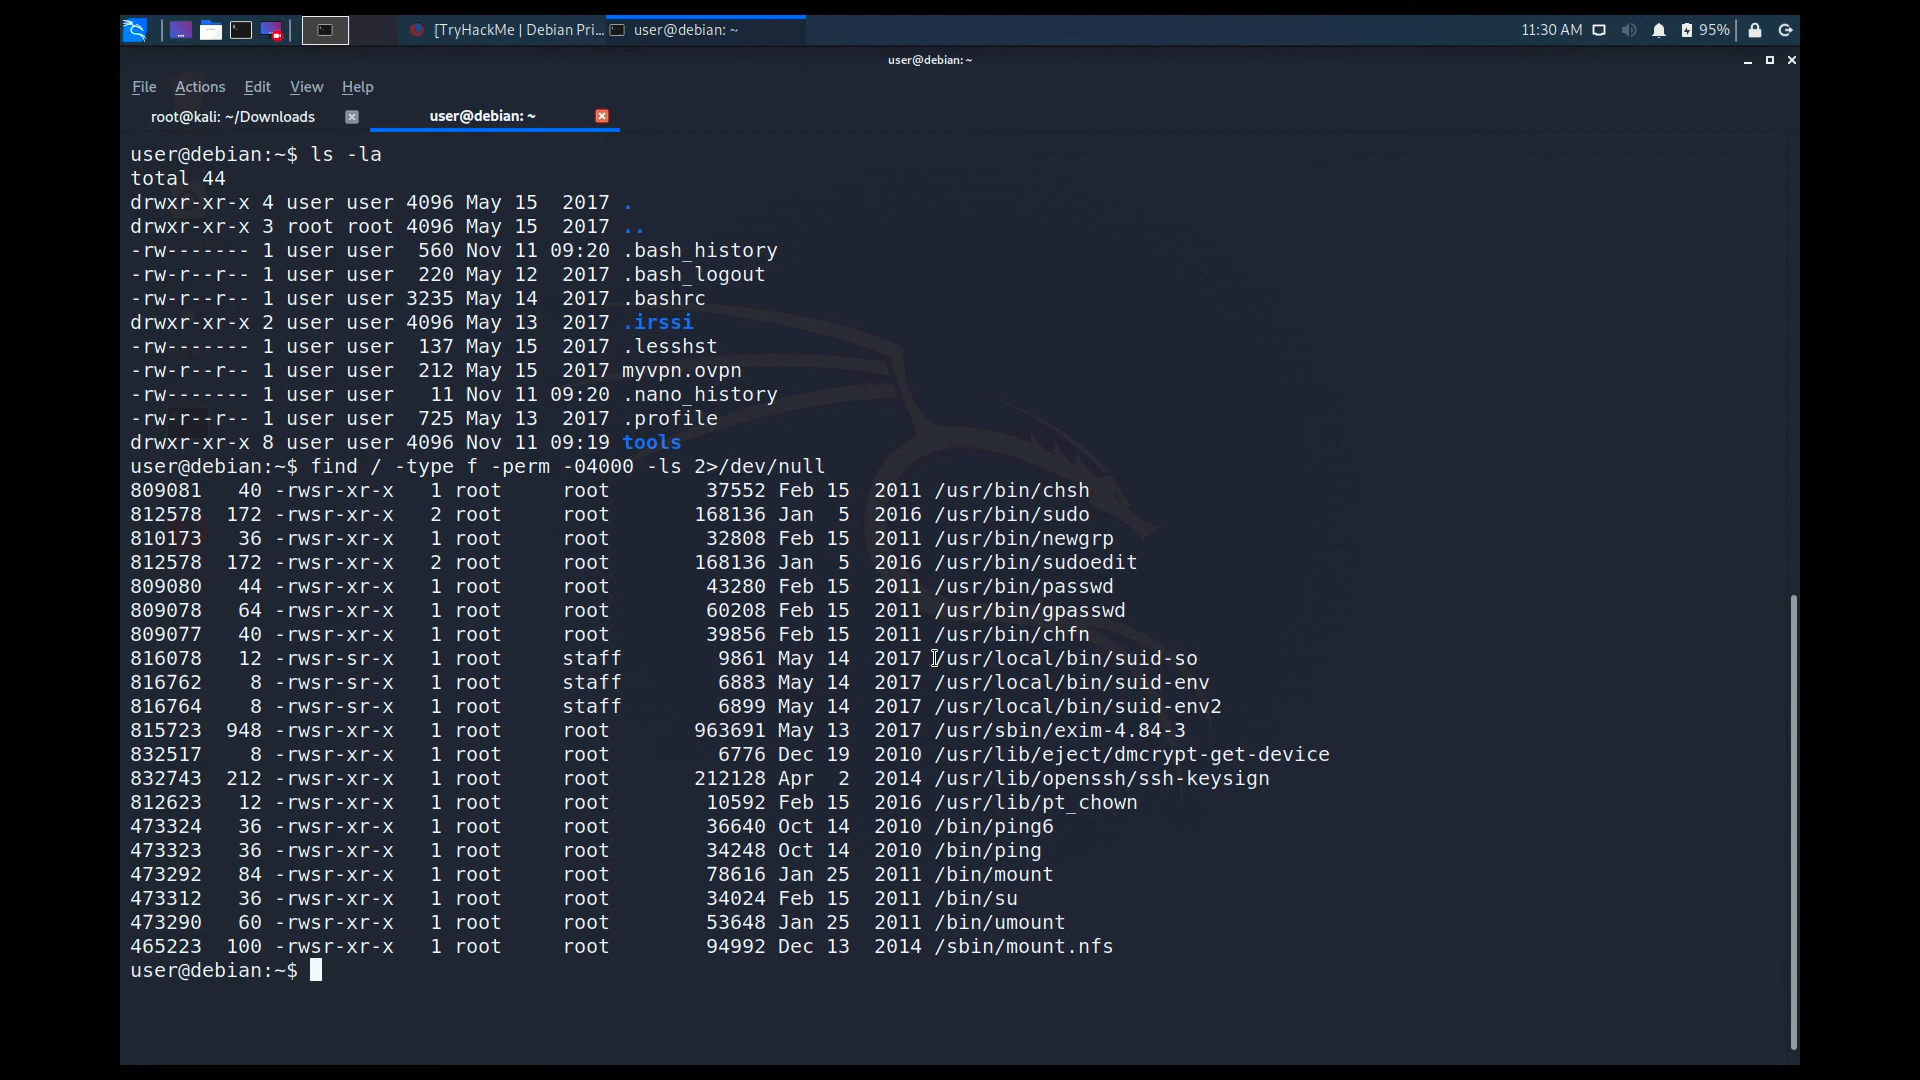 [TryHackMe | Debian Pri... user@debian: ~ 11:30 AM 95%
user@debian: ~
File Actions Edit View Help
root@kali: ~/Downloads user@debian: ~
user@debian:~$ ls -la
total 44
drwxr-xr-x 4 user user 4096 May 15  2017 .
drwxr-xr-x 3 root root 4096 May 15  2017 ..
-rw------- 1 user user  560 Nov 11 09:20 .bash_history
-rw-r--r-- 1 user user  220 May 12  2017 .bash_logout
-rw-r--r-- 1 user user 3235 May 14  2017 .bashrc
drwxr-xr-x 2 user user 4096 May 13  2017 .irssi
-rw------- 1 user user  137 May 15  2017 .lesshst
-rw-r--r-- 1 user user  212 May 15  2017 myvpn.ovpn
-rw------- 1 user user   11 Nov 11 09:20 .nano_history
-rw-r--r-- 1 user user  725 May 13  2017 .profile
drwxr-xr-x 8 user user 4096 Nov 11 09:19 tools
user@debian:~$ find / -type f -perm -04000 -ls 2>/dev/null
809081   40 -rwsr-xr-x   1 root     root        37552 Feb 15  2011 /usr/bin/chsh
812578  172 -rwsr-xr-x   2 root     root       168136 Jan  5  2016 /usr/bin/sudo
810173   36 -rwsr-xr-x   1 root     root        32808 Feb 15  2011 /usr/bin/newgrp
812578  172 -rwsr-xr-x   2 root     root       168136 Jan  5  2016 /usr/bin/sudoedit
809080   44 -rwsr-xr-x   1 root     root        43280 Feb 15  2011 /usr/bin/passwd
809078   64 -rwsr-xr-x   1 root     root        60208 Feb 15  2011 /usr/bin/gpasswd
809077   40 -rwsr-xr-x   1 root     root        39856 Feb 15  2011 /usr/bin/chfn
816078   12 -rwsr-sr-x   1 root     staff        9861 May 14  2017 /usr/local/bin/suid-so
816762    8 -rwsr-sr-x   1 root     staff        6883 May 14  2017 /usr/local/bin/suid-env
816764    8 -rwsr-sr-x   1 root     staff        6899 May 14  2017 /usr/local/bin/suid-env2
815723  948 -rwsr-xr-x   1 root     root       963691 May 13  2017 /usr/sbin/exim-4.84-3
832517    8 -rwsr-xr-x   1 root     root         6776 Dec 19  2010 /usr/lib/eject/dmcrypt-get-device
832743  212 -rwsr-xr-x   1 root     root       212128 Apr  2  2014 /usr/lib/openssh/ssh-keysign
812623   12 -rwsr-xr-x   1 root     root        10592 Feb 15  2016 /usr/lib/pt_chown
473324   36 -rwsr-xr-x   1 root     root        36640 Oct 14  2010 /bin/ping6
473323   36 -rwsr-xr-x   1 root     root        34248 Oct 14  2010 /bin/ping
473292   84 -rwsr-xr-x   1 root     root        78616 Jan 25  2011 /bin/mount
473312   36 -rwsr-xr-x   1 root     root        34024 Feb 15  2011 /bin/su
473290   60 -rwsr-xr-x   1 root     root        53648 Jan 25  2011 /bin/umount
465223  100 -rwsr-xr-x   1 root     root        94992 Dec 13  2014 /sbin/mount.nfs
user@debian:~$